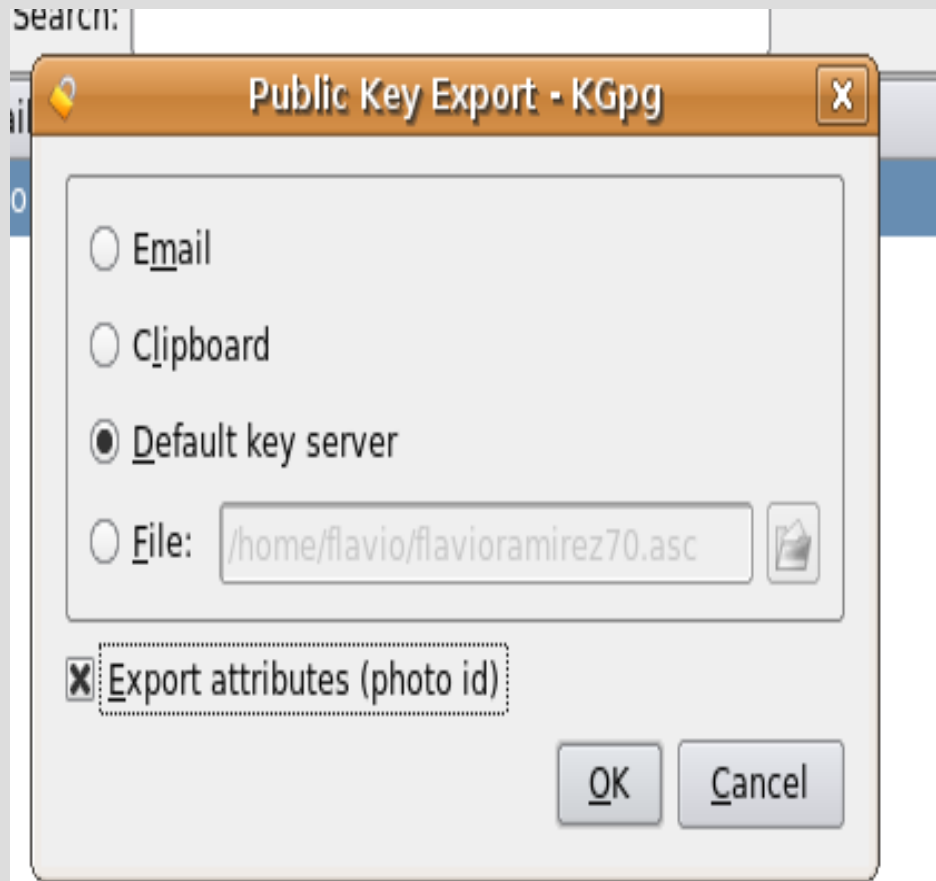 Search:
Public Key Export - KGpg
Email
Clipboard
Default key server
File: /home/flavio/flavioramirez70.asc
Export attributes (photo id)
OK Cancel